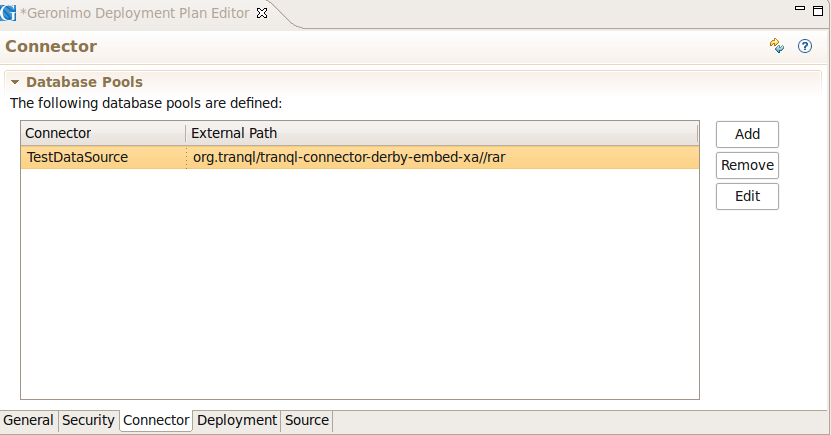 *Geronimo Deployment Plan Editor
Connector
Database Pools
The following database pools are defined:
Connector External Path
TestDataSource org.tranql/tranql-connector-derby-embed-xa//rar
Add
Remove
Edit
General Security Connector Deployment Source